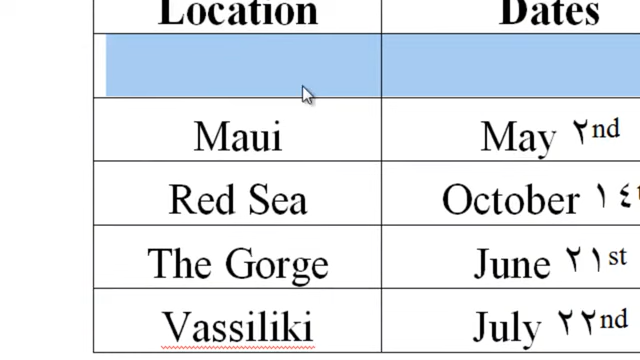 Location Dates
Maui May ٢nd
Red Sea October ١٤
The Gorge June ٢١st
Vassiliki July ٢٢nd